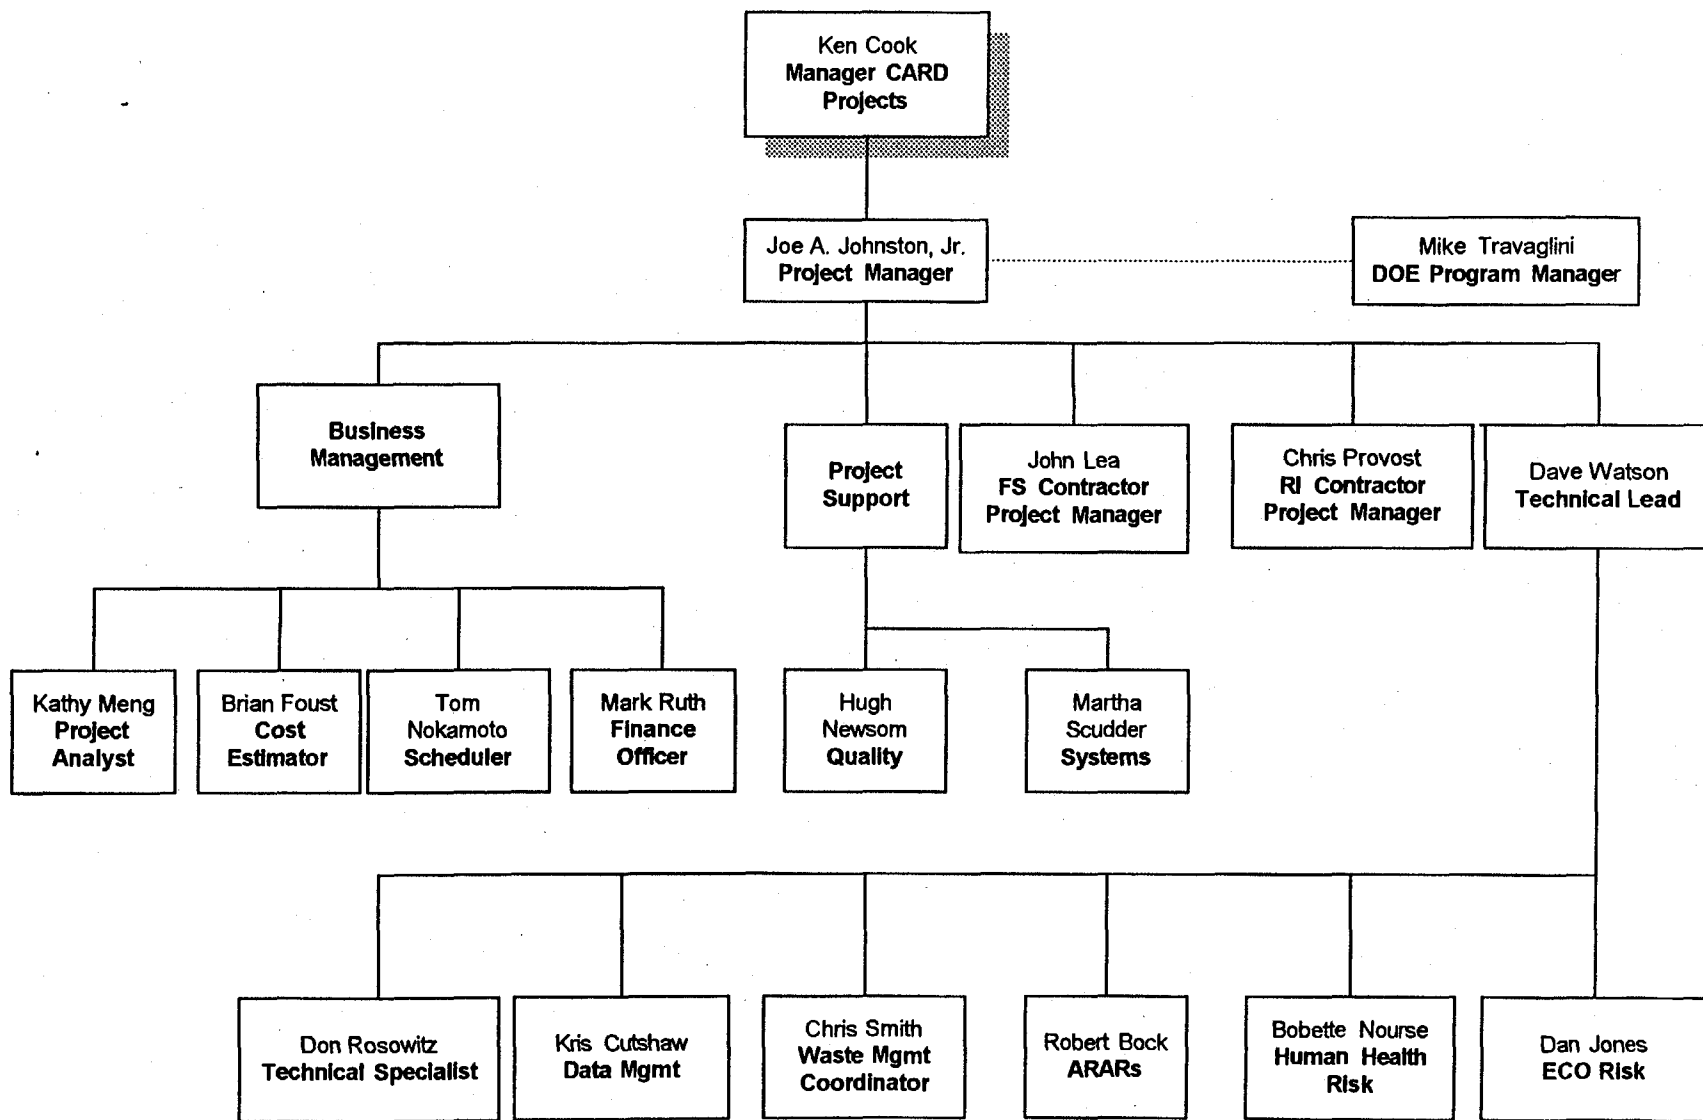 Ken Cook
Manager CARD
Projects
Joe A. Johnston, Jr.
Project Manager
Mike Travaglini
DOE Program Manager
Business
Management
Project
Support
John Lea
FS Contractor
Project Manager
Chris Provost
RI Contractor
Project Manager
Dave Watson
Technical Lead
Kathy Meng
Project
Analyst
Brian Foust
Cost
Estimator
Tom
Nokamoto
Scheduler
Mark Ruth
Finance
Officer
Hugh
Newsom
Quality
Martha
Scudder
Systems
Don Rosowitz
Technical Specialist
Kris Cutshaw
Data Mgmt
Chris Smith
Waste Mgmt
Coordinator
Robert Bock
ARARs
Bobette Nourse
Human Health
Risk
Dan Jones
ECO Risk